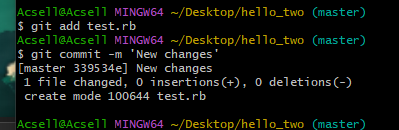 Acsell@Acsell MINGW64 ~/Desktop/hello_two (master)
$ git add test.rb
Acsell@Acsell MINGW64 ~/Desktop/hello_two (master)
$ git commit -m 'New changes'
[master 339534e] New changes
 1 file changed, 0 insertions(+), 0 deletions(-)
 create mode 100644 test.rb
Acsell@Acsell MINGW64 ~/Desktop/hello_two (master)